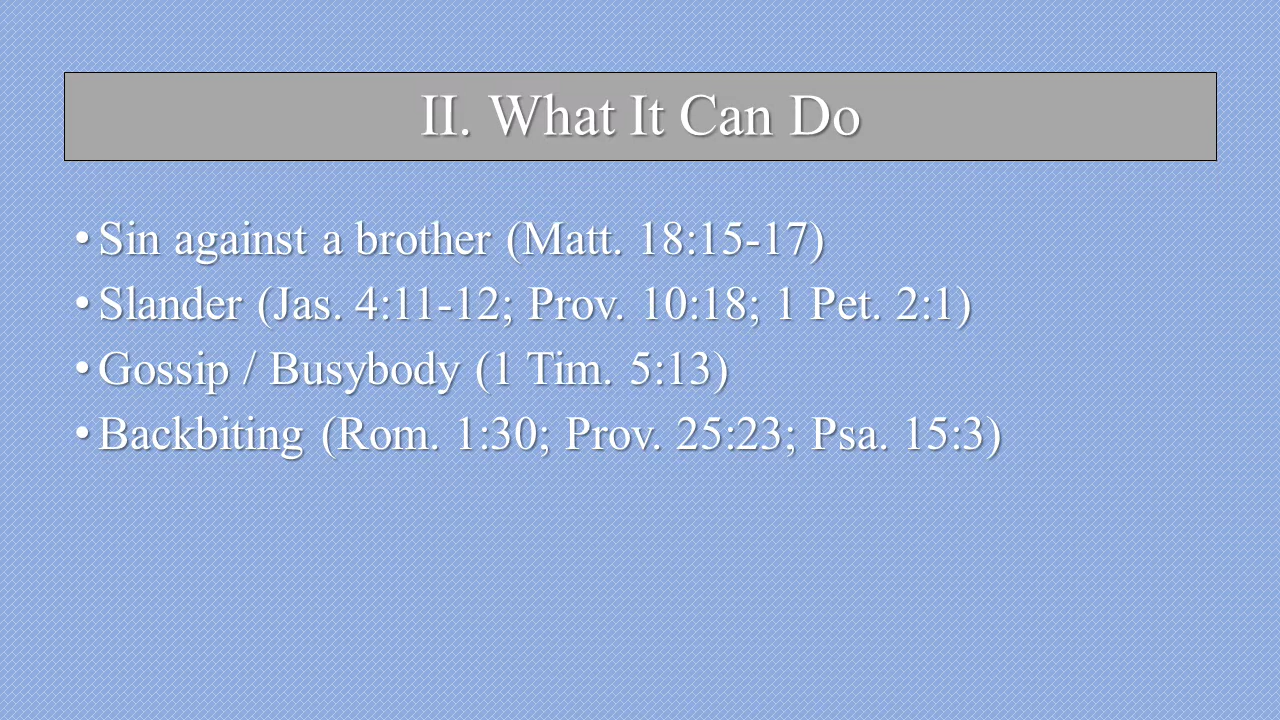 II. What It Can Do
• Sin against a brother (Matt. 18:15-17)
• Slander (Jas. 4:11-12; Prov. 10:18; 1 Pet. 2:1)
• Gossip / Busybody (1 Tim. 5:13)
• Backbiting (Rom. 1:30; Prov. 25:23; Psa. 15:3)